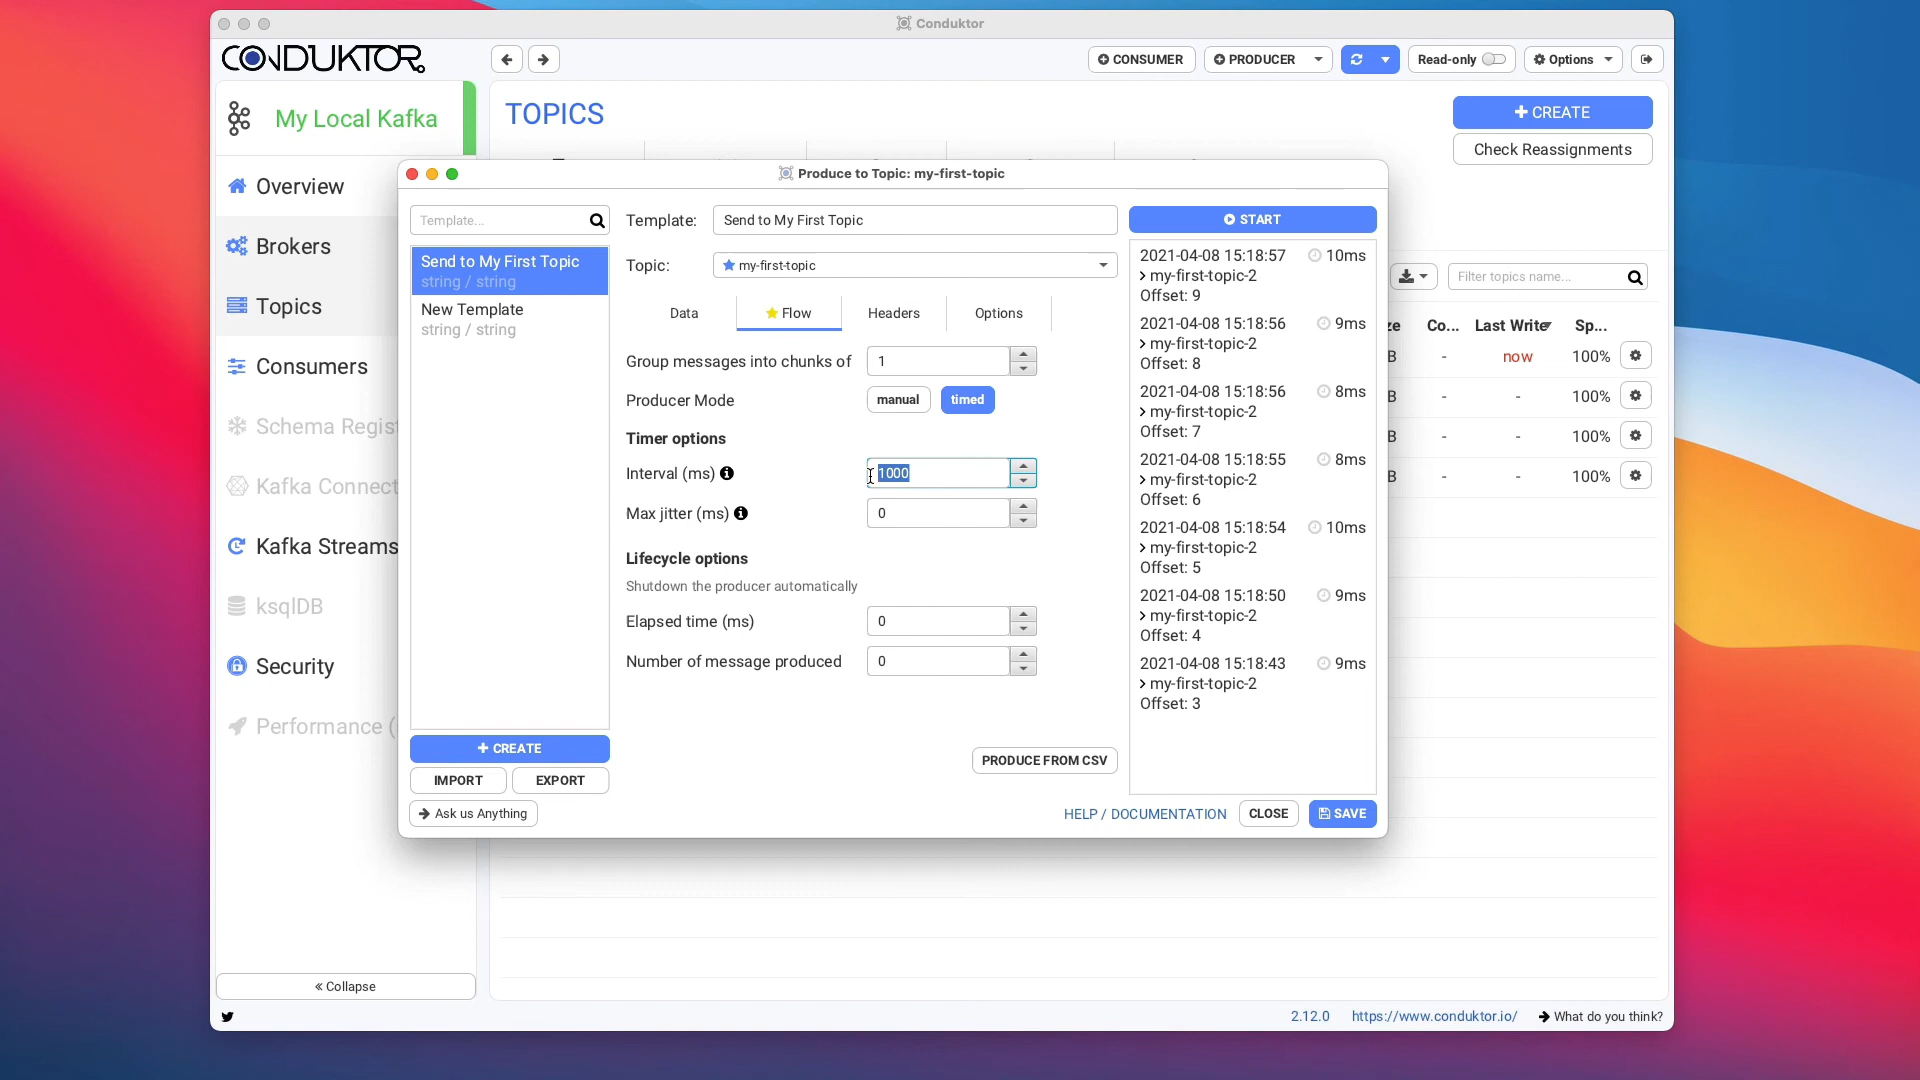 Conduktor
CONDUKTOR
CONSUMER
PRODUCER
Read-only
Options
My Local Kafka
TOPICS
CREATE
Check Reassignments
Overview
Brokers
Topics
Consumers
Schema Regist
Kafka Connect
Kafka Streams
ksqlDB
Security
Performance (
« Collapse
Produce to Topic: my-first-topic
Template...
Send to My First Topic
string / string
New Template
string / string
+ CREATE
IMPORT
EXPORT
Ask us Anything
Template:
Send to My First Topic
Topic:
my-first-topic
Data
Flow
Headers
Options
Group messages into chunks of
1
Producer Mode
manual
timed
Timer options
Interval (ms)
1000
Max jitter (ms)
0
Lifecycle options
Shutdown the producer automatically
Elapsed time (ms)
0
Number of message produced
0
PRODUCE FROM CSV
START
2021-04-08 15:18:57 10ms
> my-first-topic-2
Offset: 9
2021-04-08 15:18:56 9ms
> my-first-topic-2
Offset: 8
2021-04-08 15:18:56 8ms
> my-first-topic-2
Offset: 7
2021-04-08 15:18:55 8ms
> my-first-topic-2
Offset: 6
2021-04-08 15:18:54 10ms
> my-first-topic-2
Offset: 5
2021-04-08 15:18:50 9ms
> my-first-topic-2
Offset: 4
2021-04-08 15:18:43 9ms
> my-first-topic-2
Offset: 3
HELP / DOCUMENTATION
CLOSE
SAVE
Filter topics name...
ze Co... Last Write Sp...
B - now 100%
B - - 100%
B - - 100%
B - - 100%
2.12.0
https://www.conduktor.io/
What do you think?